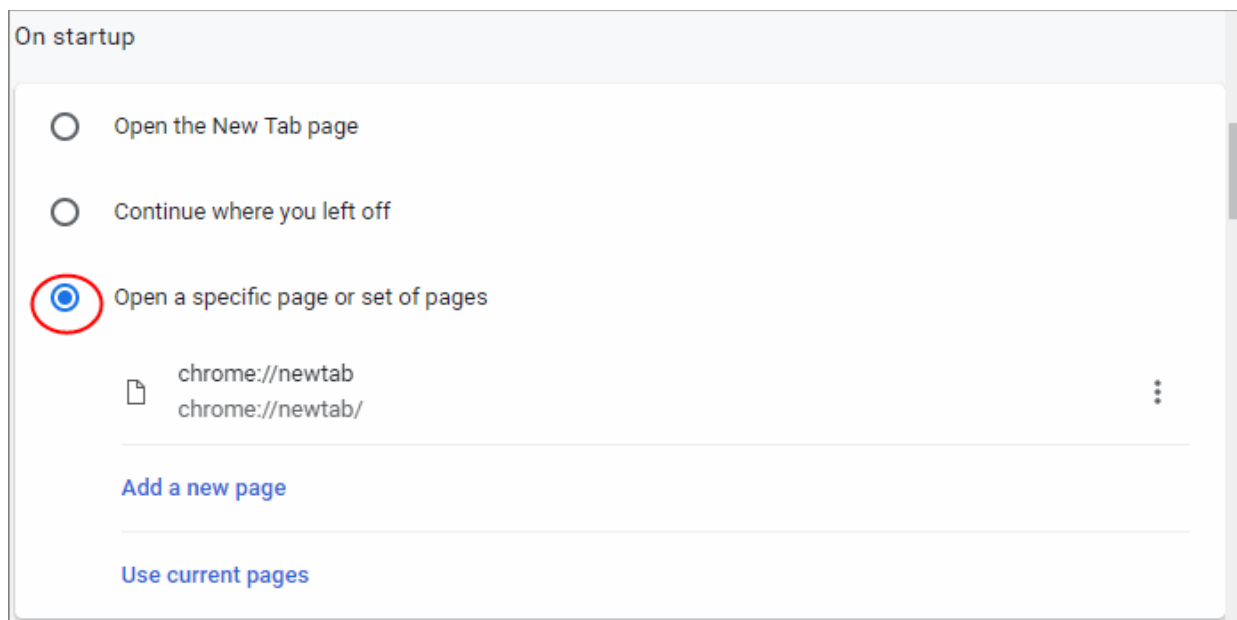 On startup
Open the New Tab page
Continue where you left off
Open a specific page or set of pages
chrome://newtab
chrome://newtab/
Add a new page
Use current pages